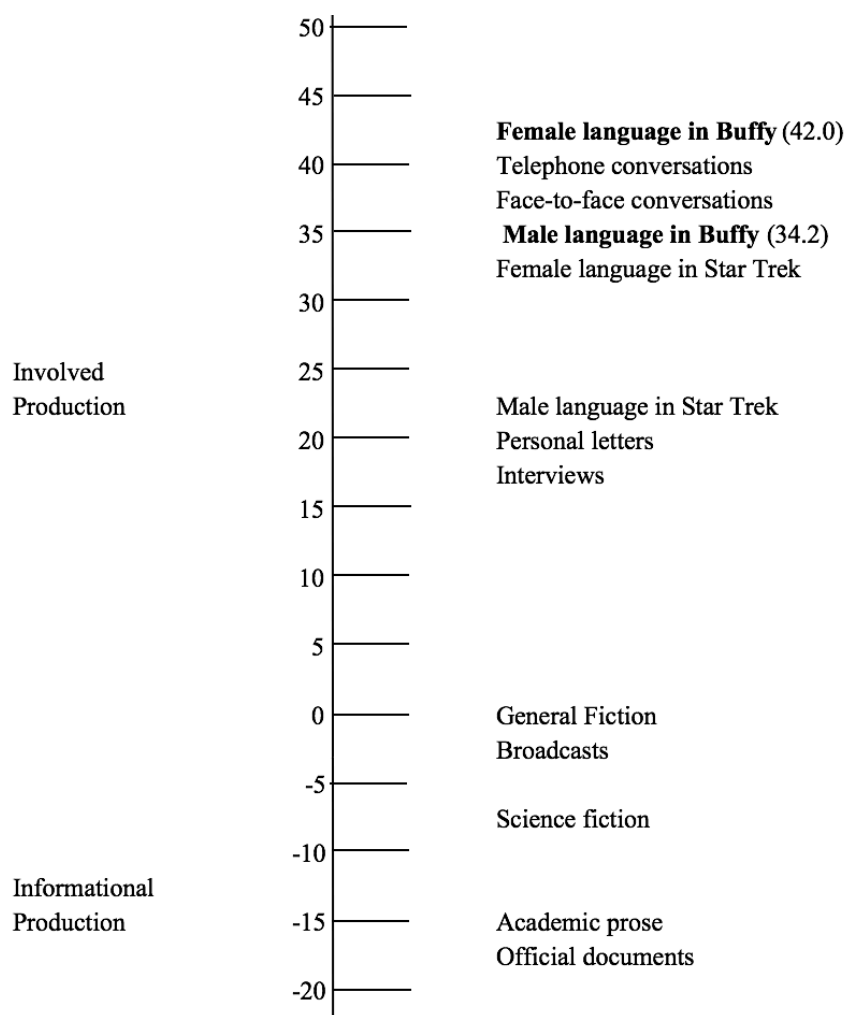 50
45
Female language in Buffy (42.0)
40 Telephone conversations
Face-to-face conversations
35 Male language in Buffy (34.2)
Female language in Star Trek
30
Involved 25
Production Male language in Star Trek
20 Personal letters
Interviews
15
10
5
0 General Fiction
Broadcasts
-5
Science fiction
-10
Informational
Production -15 Academic prose
Official documents
-20